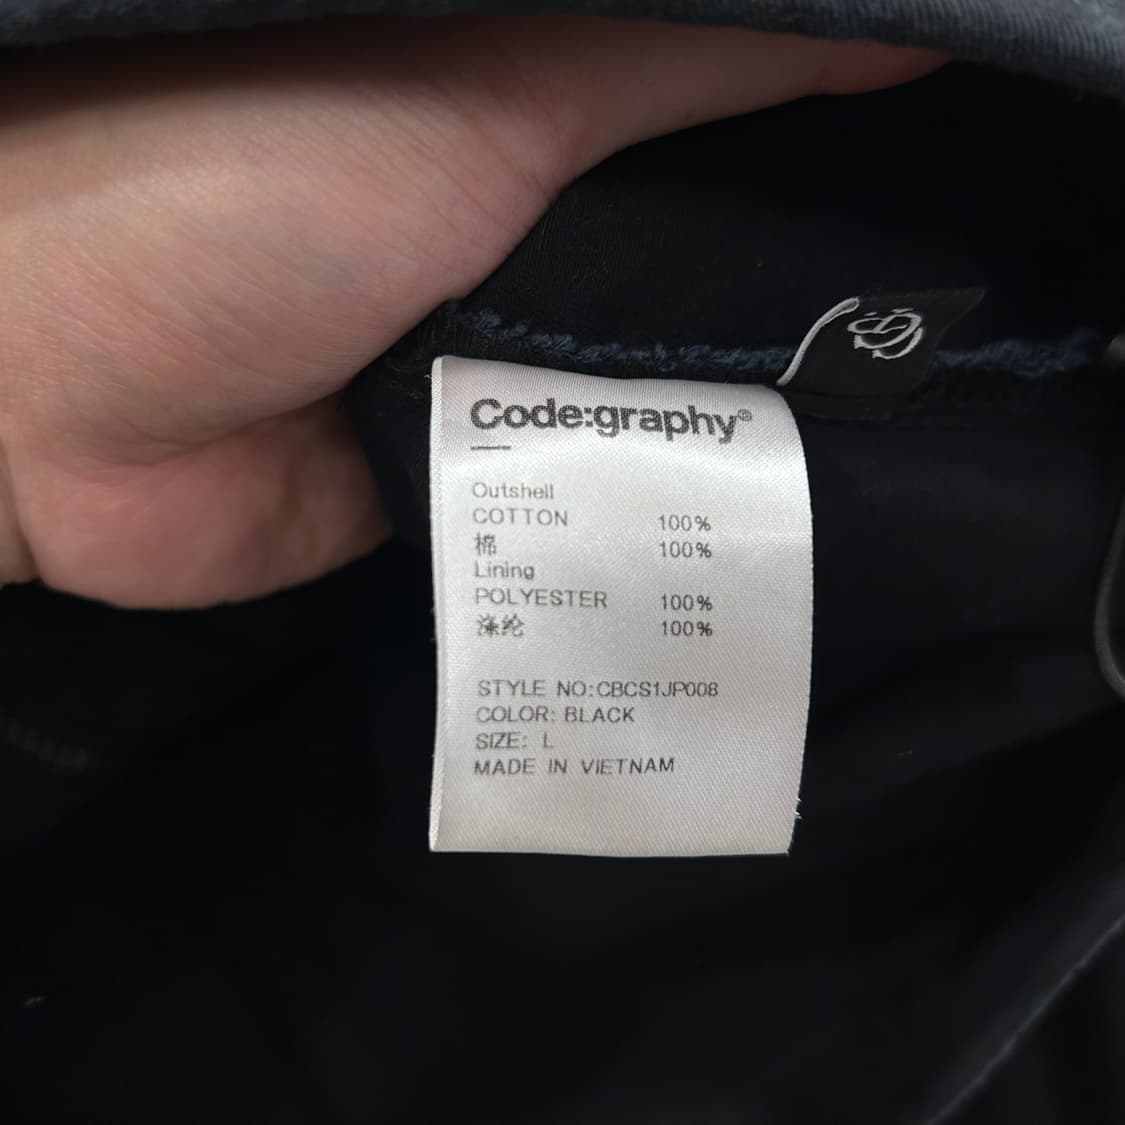 Code:graphy®
Outshell
COTTON 100%
棉 100%
Lining
POLYESTER 100%
涤纶 100%
STYLE NO:CBCS1JP008
COLOR: BLACK
SIZE: L
MADE IN VIETNAM